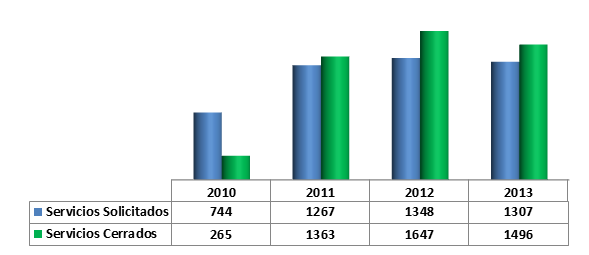 2010 2011 2012 2013
Servicios Solicitados 744 1267 1348 1307
Servicios Cerrados 265 1363 1647 1496